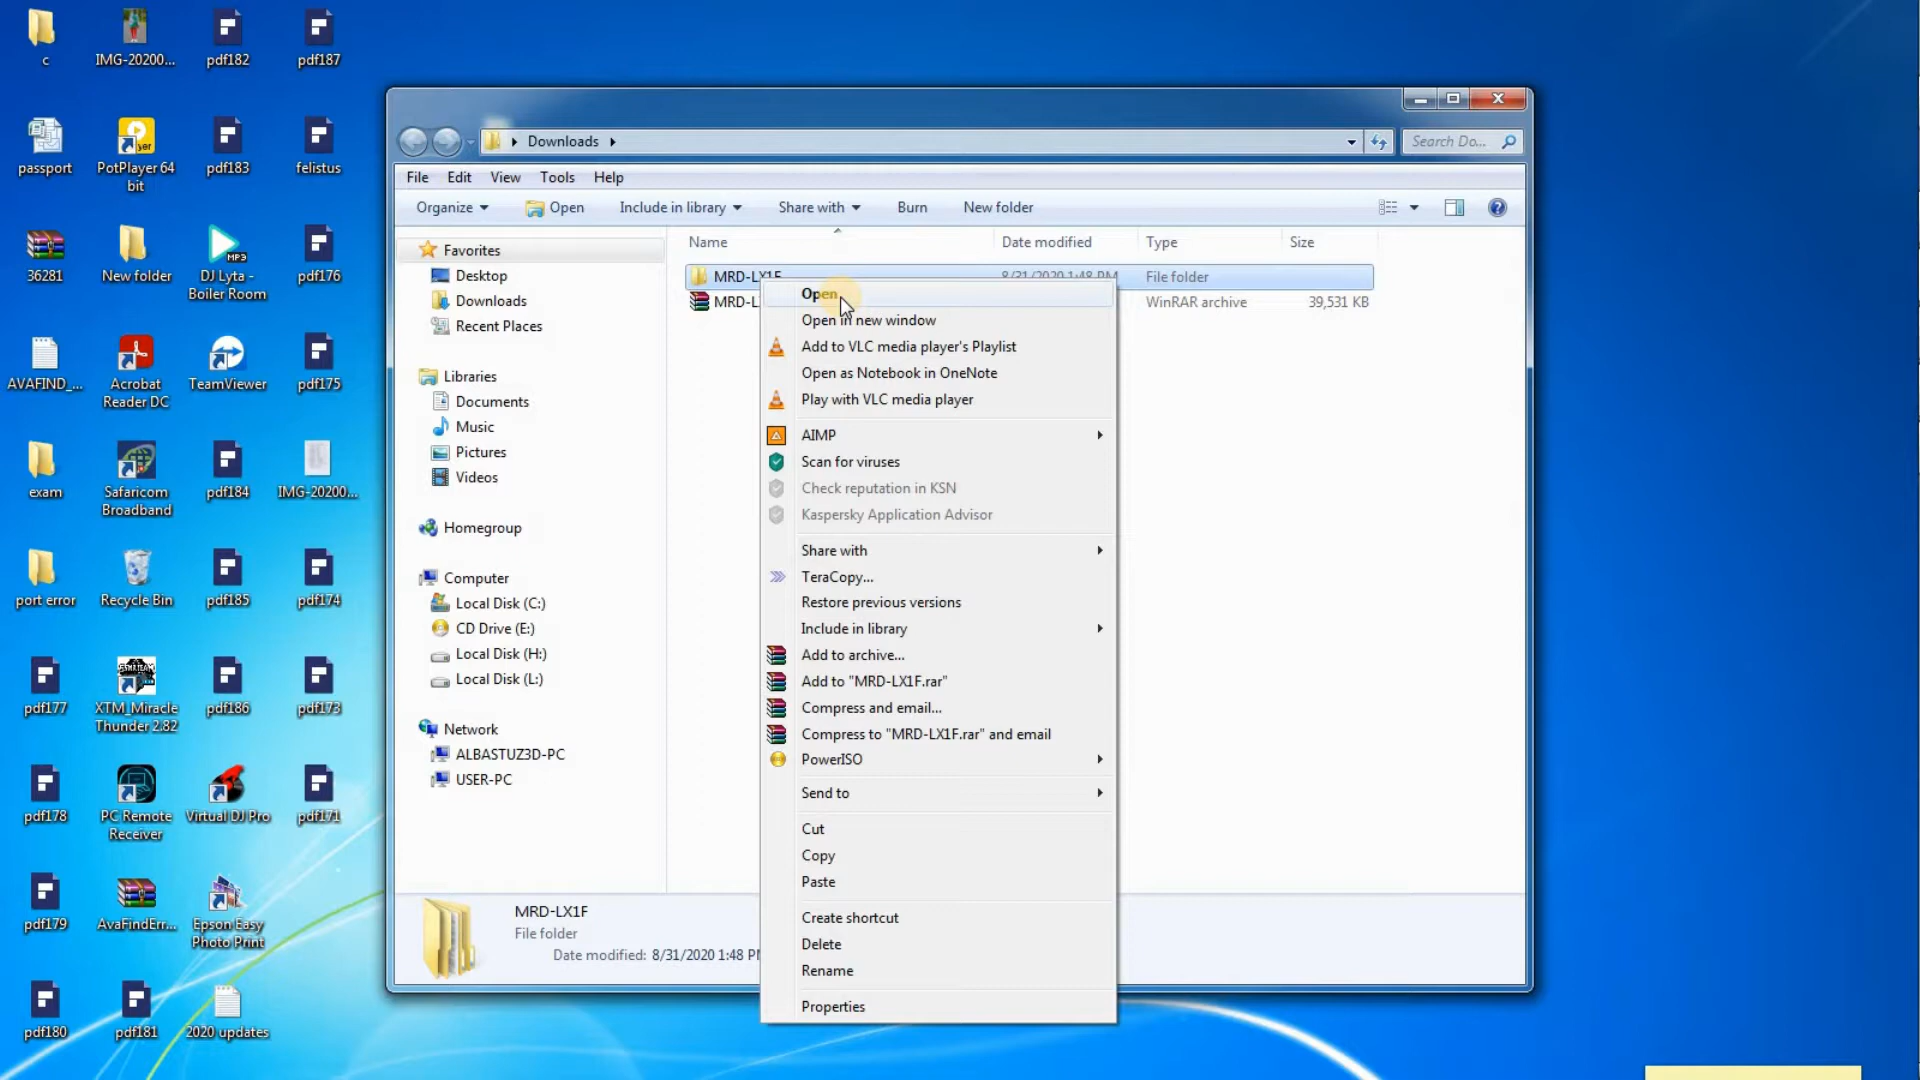 c
IMG-20200...
pdf182
pdf187
passport
PotPlayer 64
bit
pdf183
felistus
36281
New folder
DJ Lyta -
Boiler Room
pdf176
AVAFIND_...
Acrobat
Reader DC
TeamViewer
pdf175
exam
Safaricom
Broadband
pdf184
IMG-20200...
port error
Recycle Bin
pdf185
pdf174
pdf177
XTM_Miracle
Thunder 2.82
pdf186
pdf173
pdf178
PC Remote
Receiver
Virtual DJ Pro
pdf171
pdf179
AvaFindErr...
Epson Easy
Photo Print
pdf180
pdf181
2020 updates
Downloads
Search Do...
File Edit View Tools Help
Organize Open Include in library Share with Burn New folder
Favorites
Desktop
Downloads
Recent Places
Libraries
Documents
Music
Pictures
Videos
Homegroup
Computer
Local Disk (C:)
CD Drive (E:)
Local Disk (H:)
Local Disk (L:)
Network
ALBASTUZ3D-PC
USER-PC
Name Date modified Type Size
MRD-LX1F 8/31/2020 1:48 PM File folder
MRD-L WinRAR archive 39,531 KB
Open
Open in new window
Add to VLC media player's Playlist
Open as Notebook in OneNote
Play with VLC media player
AIMP
Scan for viruses
Check reputation in KSN
Kaspersky Application Advisor
Share with
TeraCopy...
Restore previous versions
Include in library
Add to archive...
Add to "MRD-LX1F.rar"
Compress and email...
Compress to "MRD-LX1F.rar" and email
PowerISO
Send to
Cut
Copy
Paste
Create shortcut
Delete
Rename
Properties
MRD-LX1F
File folder
Date modified: 8/31/2020 1:48 PM